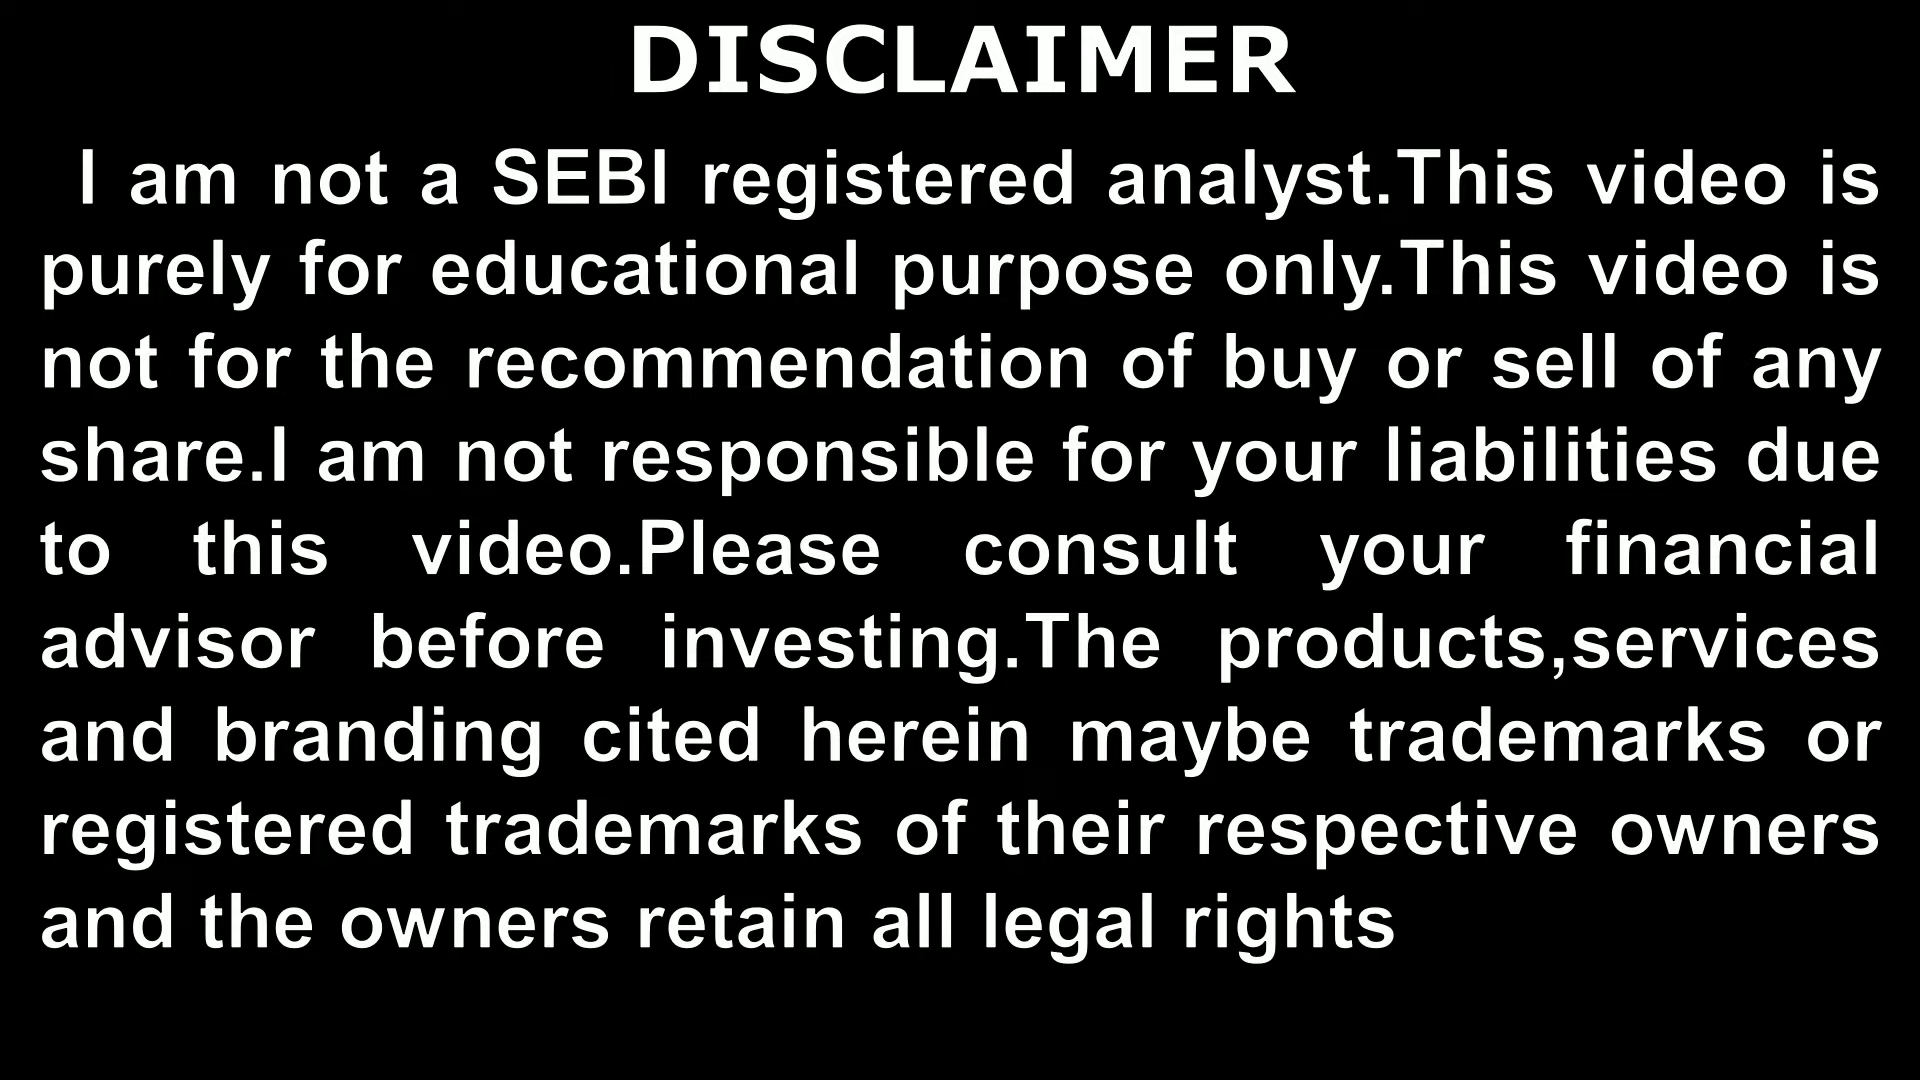 DISCLAIMER
I am not a SEBI registered analyst.This video is
purely for educational purpose only.This video is
not for the recommendation of buy or sell of any
share.I am not responsible for your liabilities due
to this video.Please consult your financial
advisor before investing.The products,services
and branding cited herein maybe trademarks or
registered trademarks of their respective owners
and the owners retain all legal rights